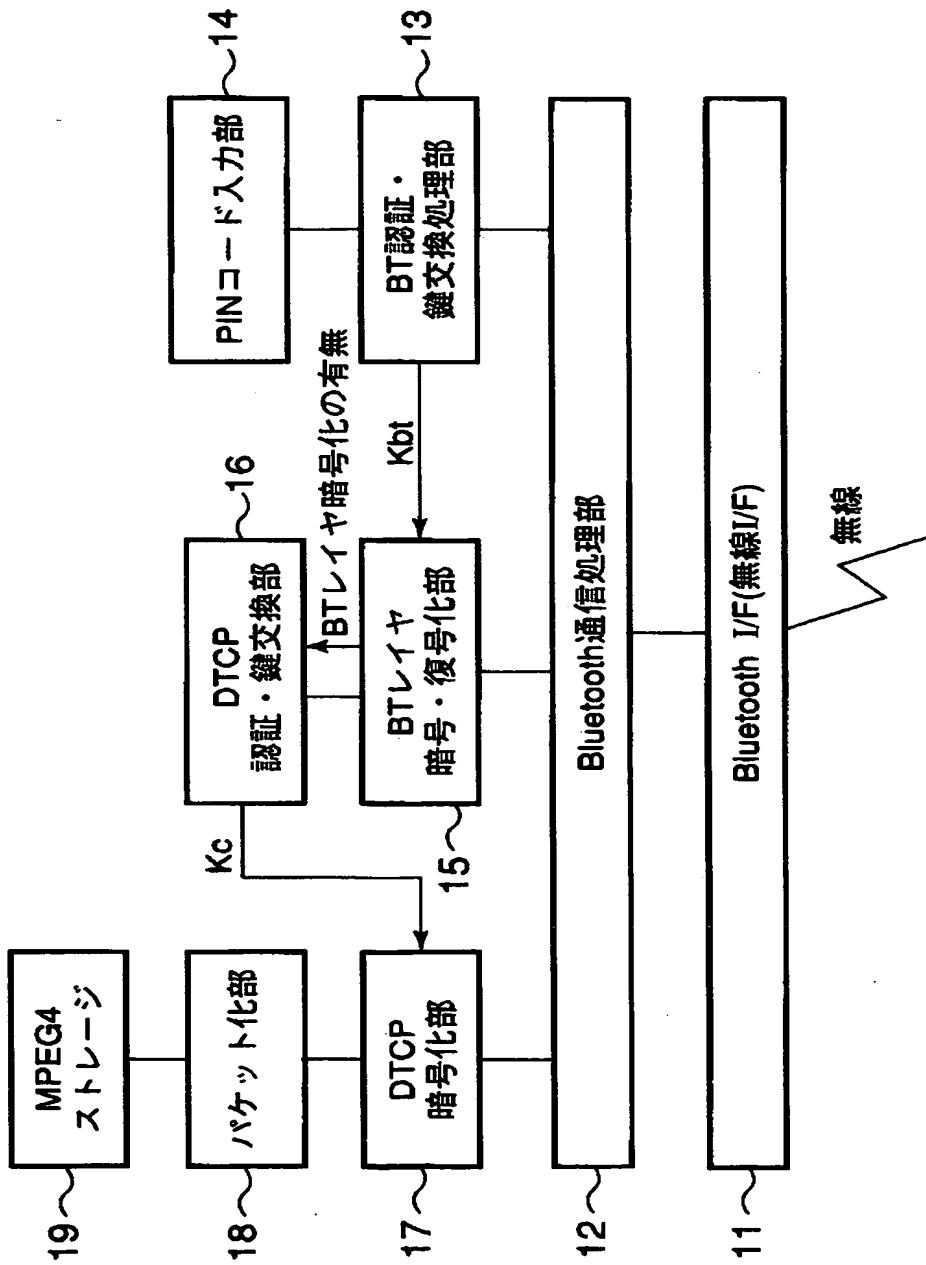 19
MPEG4
ストレージ
18
パケット化部
17
DTCP
暗号化部
Kc
16
DTCP
認証・鍵交換部
BTレイヤ暗号化の有無
15
BTレイヤ
暗号・復号化部
Kbt
14
PINコード入力部
13
BT認証・
鍵交換処理部
12
Bluetooth通信処理部
11
Bluetooth I/F(無線I/F)
無線